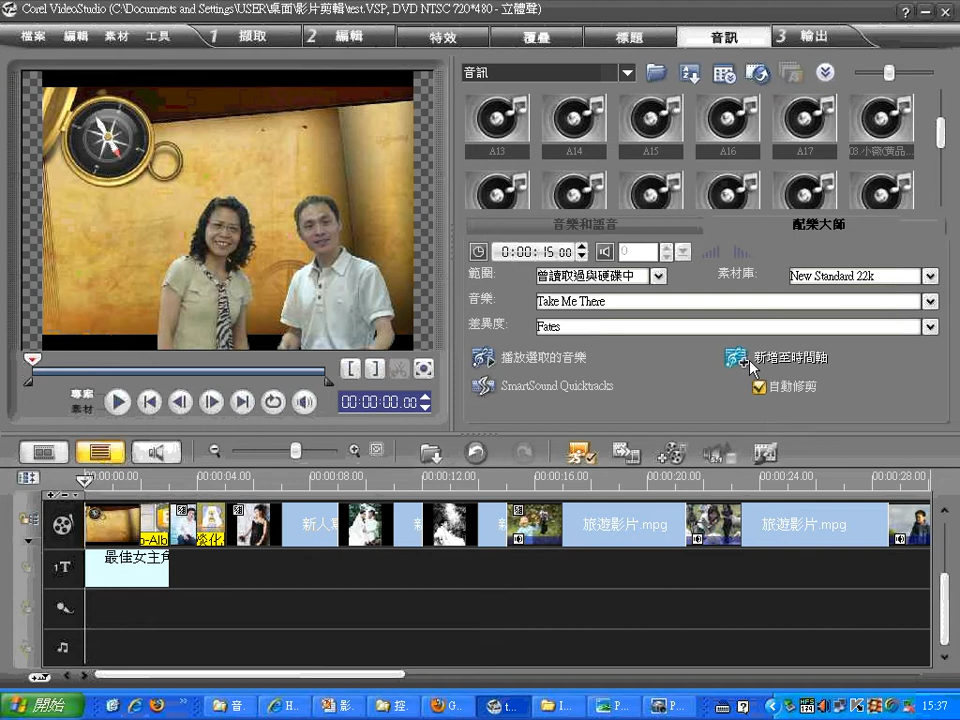 Corel VideoStudio (C:\Documents and Settings\USER\桌面\影片剪輯\test.VSP, DVD NTSC 720*480 - 立體聲)
檔案 編輯 素材 工具 1 擷取 2 編輯 特效 覆疊 標題 音訊 3 輸出
音訊
A13 A14 A15 A16 A17
音樂和語音 配樂大師
0:00:15.00 0
範圍: 曾讀取過與硬碟中 素材庫: New Standard 22k
音樂: Take Me There
差異度: Fates
播放選取的音樂 新增至時間軸
SmartSound Quicktracks 自動修剪
專案
素材
00:00:00.00
00:00:00.00 00:00:04.00 00:00:08.00 00:00:12.00 00:00:16.00 00:00:20.00 00:00:24.00 00:00:28.00
旅遊影片.mpg 旅遊影片.mpg
最佳女主角
開始 音 H. 影. 控. G. t... I... P... P... 15:37